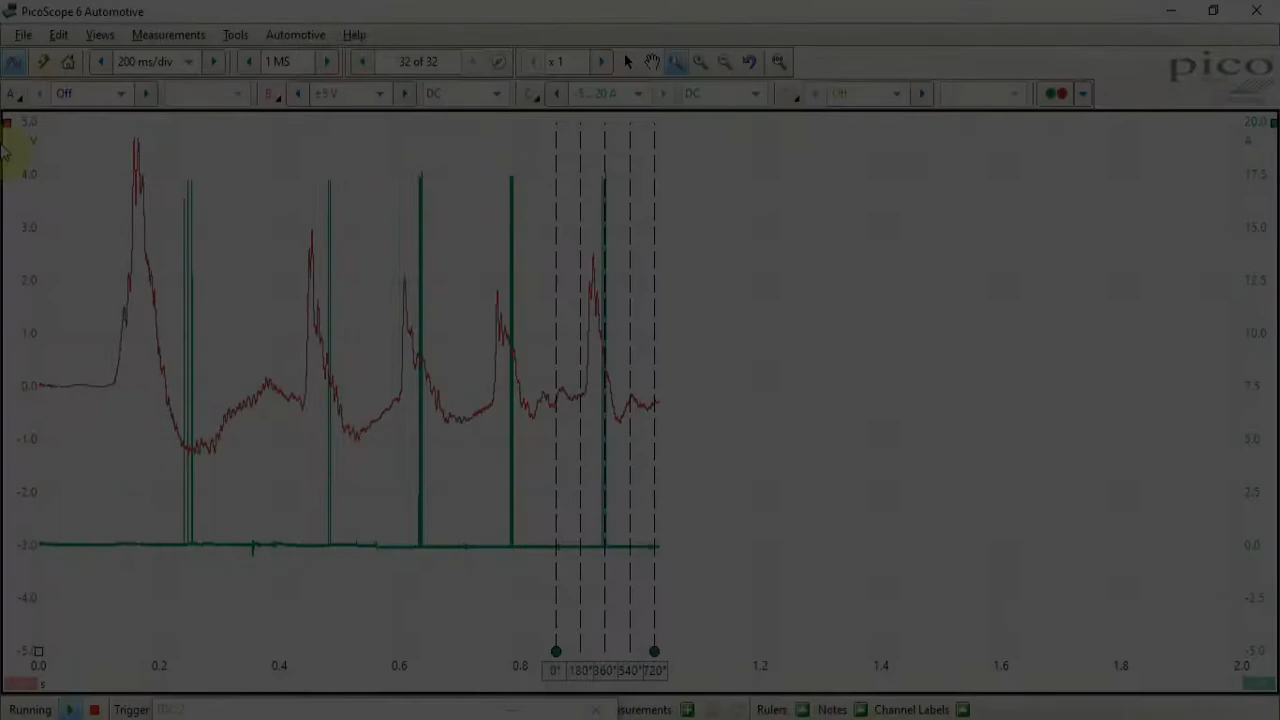 PicoScope 6 Automotive
File Edit Views Measurements Tools Automotive Help
200 ms/div 1 MS 32 of 32 x 1
pico
A Off B ±5 V DC C -5... 20 A DC Off
5.0 20.0
V A
4.0 17.5
3.0 15.0
2.0 12.5
1.0 10.0
0.0 7.5
-1.0 5.0
-2.0 2.5
-3.0 0.0
-4.0 -2.5
-5.0 -5.0
0.0 0.2 0.4 0.6 0.8 0° 180° 360° 540° 720° 1.2 1.4 1.6 1.8 2.0
s
Running Trigger Rulers Notes Channel Labels